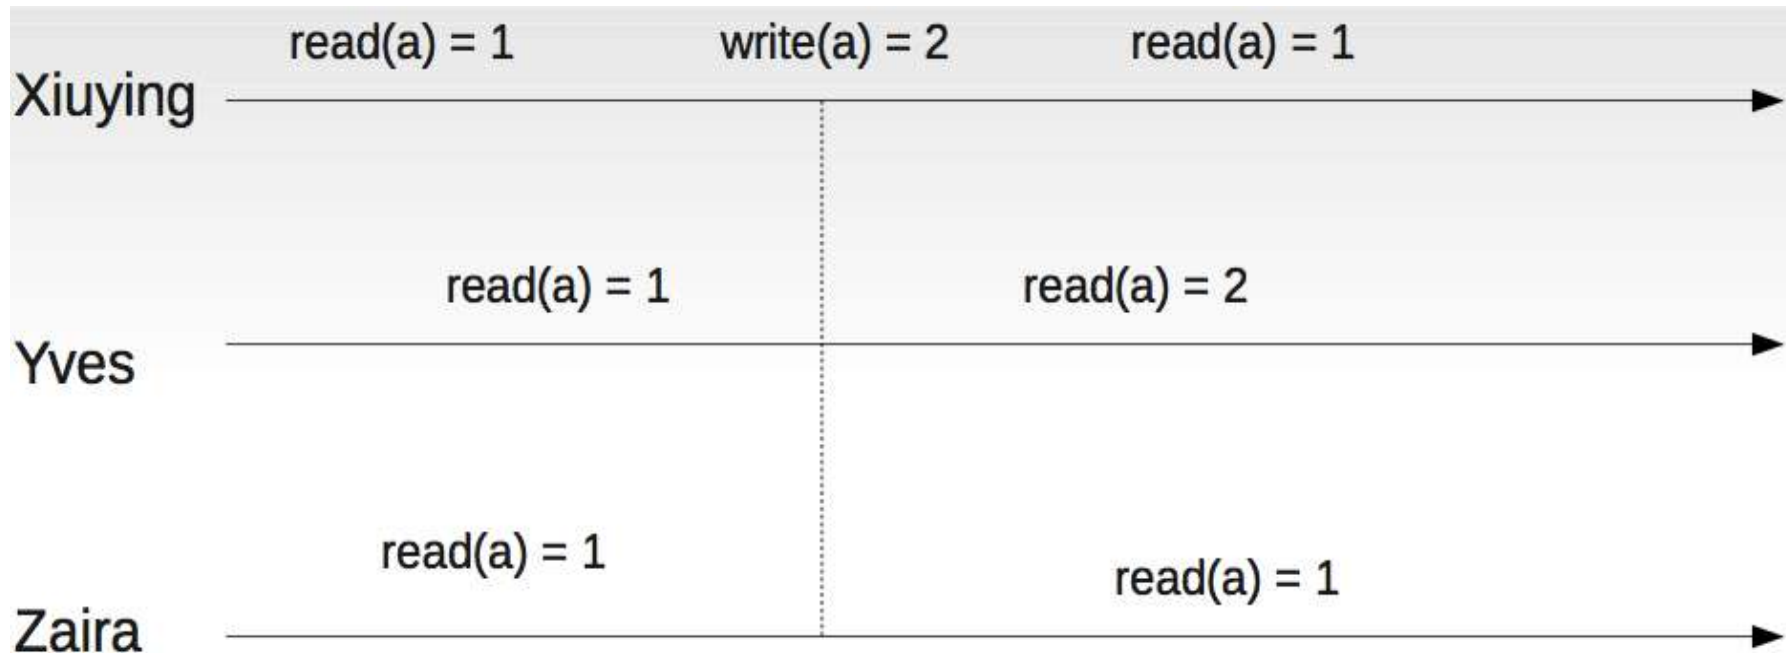 read(a) = 1 write(a) = 2 read(a) = 1
Xiuying
read(a) = 1 read(a) = 2
Yves
read(a) = 1 read(a) = 1
Zaira